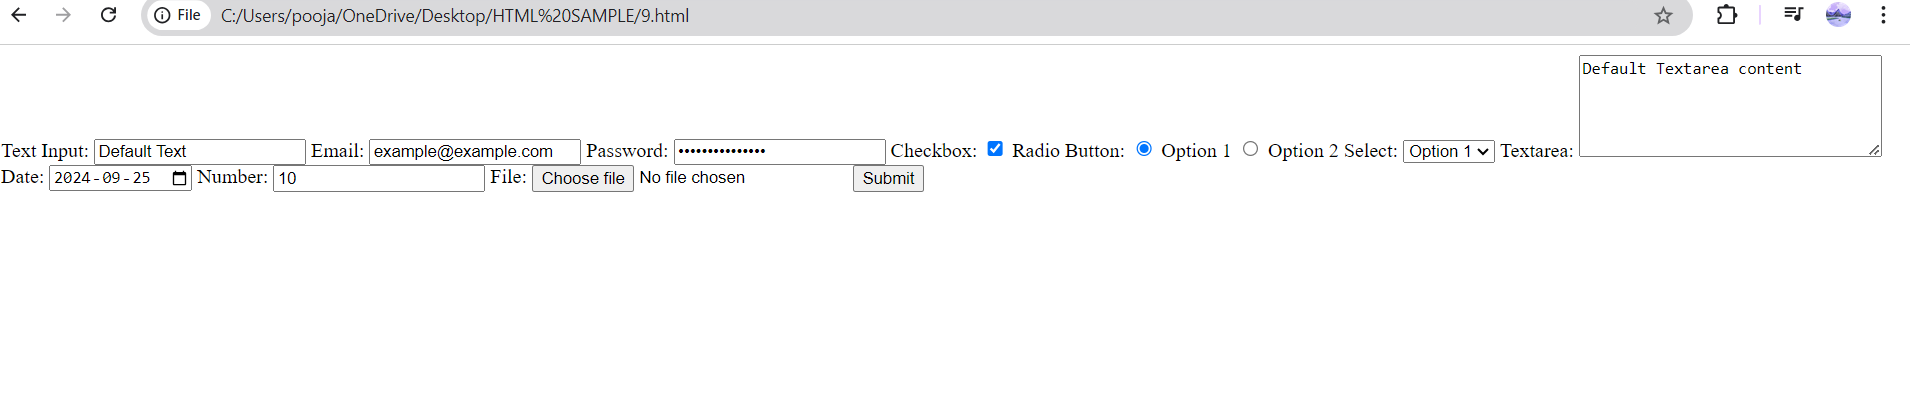 File C:/Users/pooja/OneDrive/Desktop/HTML%20SAMPLE/9.html
Default Textarea content
Text Input: Default Text Email: example@example.com Password: ••••••••••••••• Checkbox: Radio Button: Option 1 Option 2 Select: Option 1 Textarea:
Date: 2024-09-25 Number: 10 File: Choose file No file chosen Submit